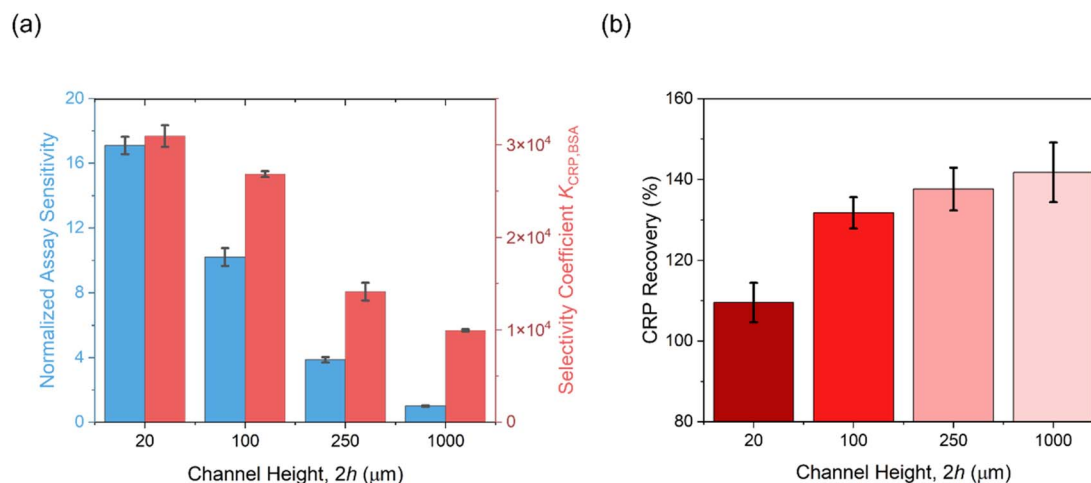 (a)
20
16
12
8
4
0
Normalized Assay Sensitivity
3×10⁴
2×10⁴
1×10⁴
0
Selectivity Coefficient K_CRP,BSA
20 100 250 1000
Channel Height, 2h (μm)
(b)
160
140
120
100
80
CRP Recovery (%)
20 100 250 1000
Channel Height, 2h (μm)